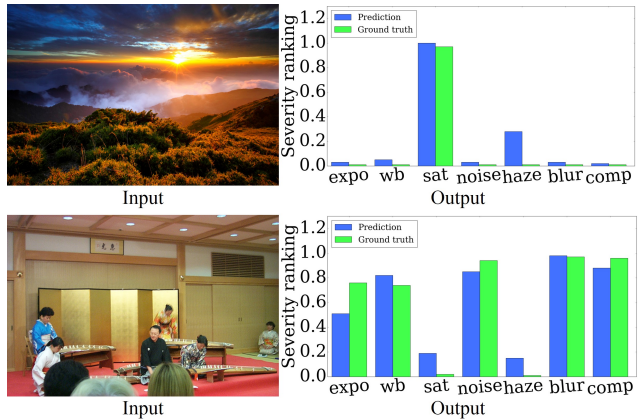 1.2
1.0
0.8
0.6
0.4
0.2
0.0
Severity ranking
Prediction
Ground truth
expo wb sat noise haze blur comp
Input
Output
1.2
1.0
0.8
0.6
0.4
0.2
0.0
Severity ranking
Prediction
Ground truth
expo wb sat noise haze blur comp
Input
Output